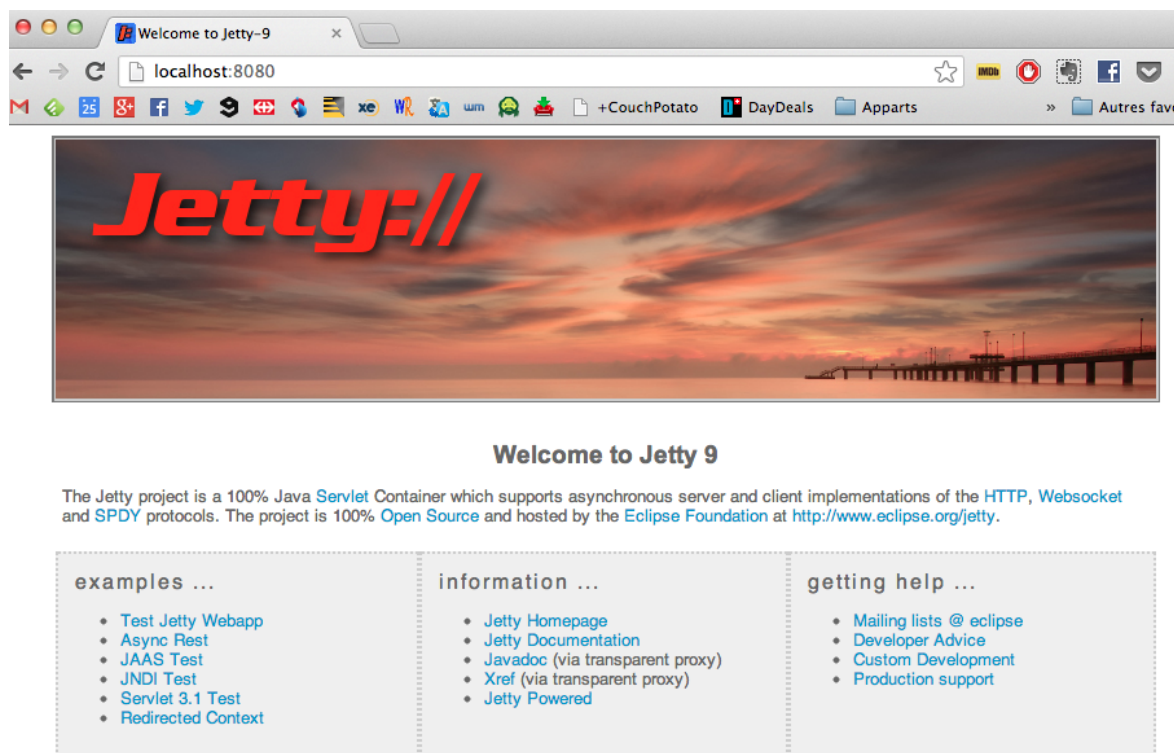 Welcome to Jetty-9
localhost:8080
IMDb
25
8+
xe
WR
um
+CouchPotato
DayDeals
Apparts
»
Autres fav
Jetty://
Welcome to Jetty 9
The Jetty project is a 100% Java Servlet Container which supports asynchronous server and client implementations of the HTTP, Websocket
and SPDY protocols. The project is 100% Open Source and hosted by the Eclipse Foundation at http://www.eclipse.org/jetty.
examples ...
Test Jetty Webapp
Async Rest
JAAS Test
JNDI Test
Servlet 3.1 Test
Redirected Context
information ...
Jetty Homepage
Jetty Documentation
Javadoc (via transparent proxy)
Xref (via transparent proxy)
Jetty Powered
getting help ...
Mailing lists @ eclipse
Developer Advice
Custom Development
Production support